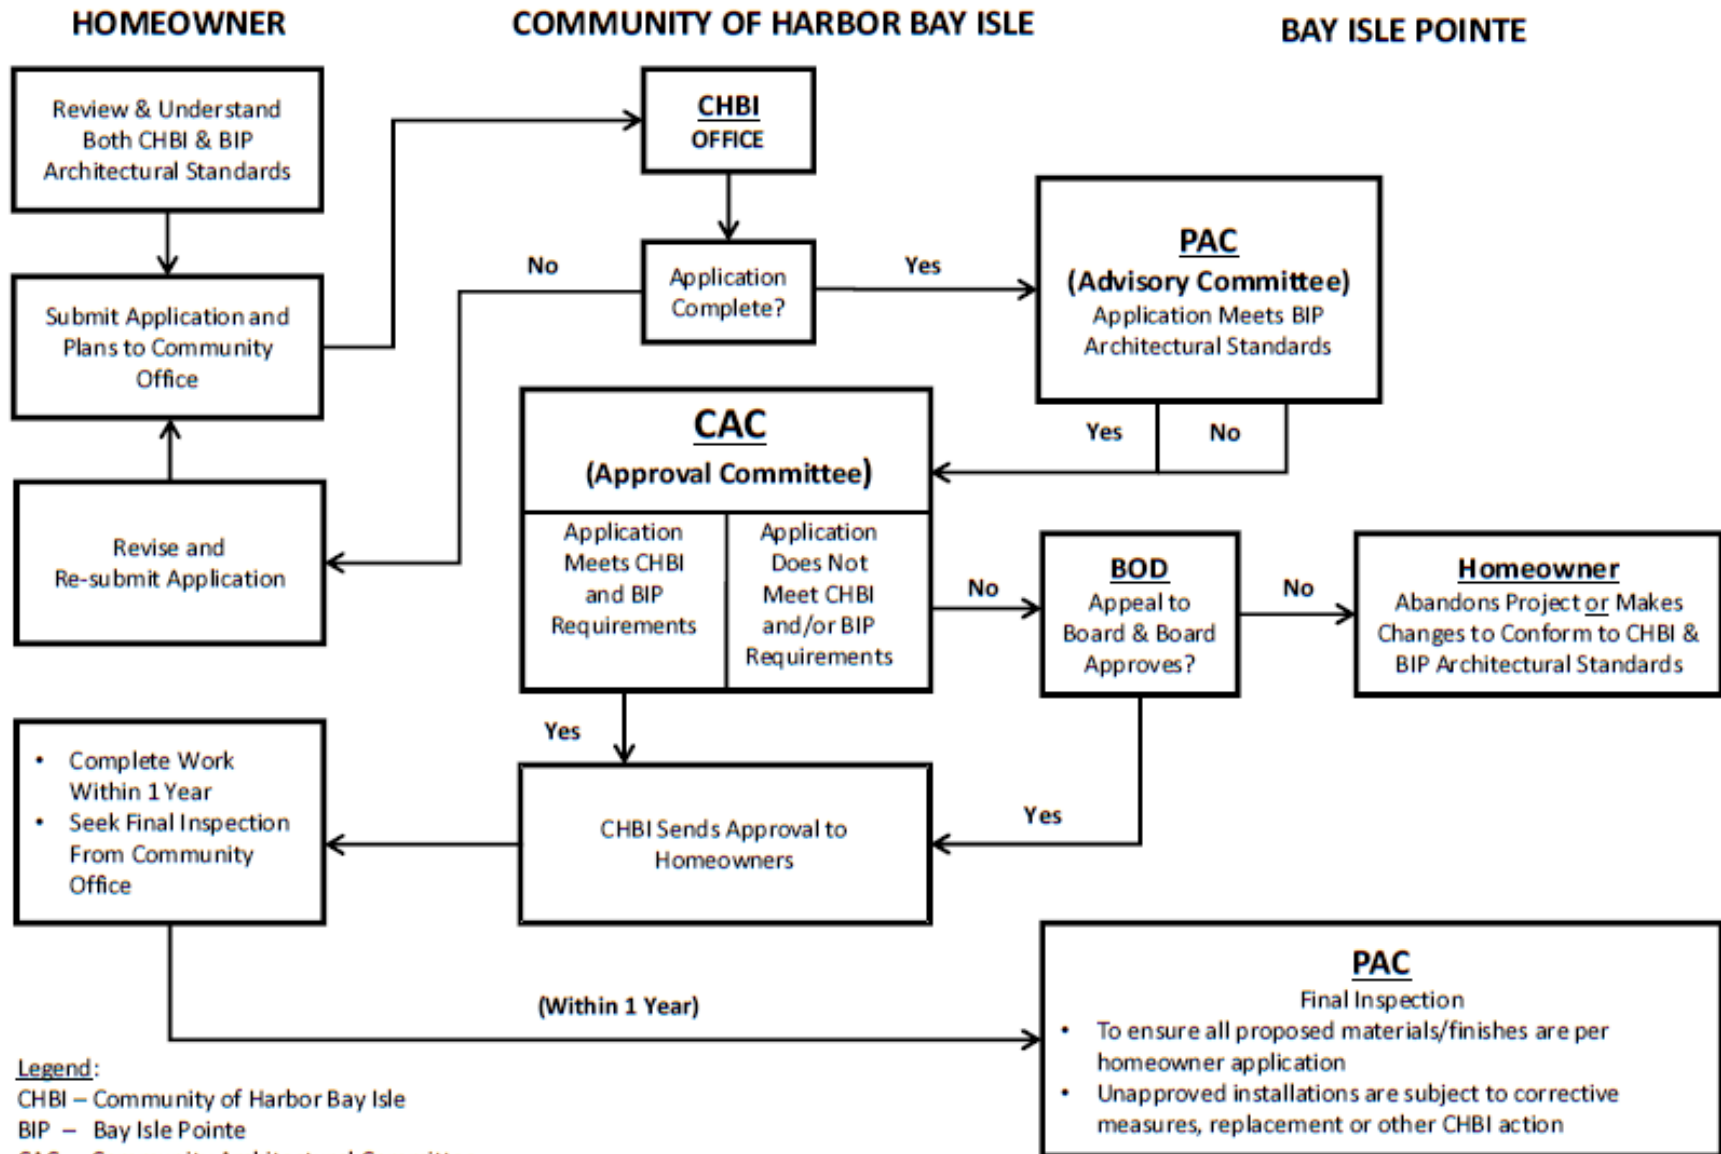 HOMEOWNER
COMMUNITY OF HARBOR BAY ISLE
BAY ISLE POINTE
Review & Understand
Both CHBI & BIP
Architectural Standards
CHBI
OFFICE
Submit Application and
Plans to Community
Office
No
Application
Complete?
Yes
PAC
(Advisory Committee)
Application Meets BIP
Architectural Standards
Yes
No
Revise and
Re-submit Application
CAC
(Approval Committee)
Application
Meets CHBI
and BIP
Requirements
Application
Does Not
Meet CHBI
and/or BIP
Requirements
No
BOD
Appeal to
Board & Board
Approves?
No
Homeowner
Abandons Project or Makes
Changes to Conform to CHBI &
BIP Architectural Standards
Yes
Yes
• Complete Work
Within 1 Year
• Seek Final Inspection
From Community
Office
CHBI Sends Approval to
Homeowners
(Within 1 Year)
PAC
Final Inspection
• To ensure all proposed materials/finishes are per
homeowner application
• Unapproved installations are subject to corrective
measures, replacement or other CHBI action
Legend:
CHBI – Community of Harbor Bay Isle
BIP – Bay Isle Pointe